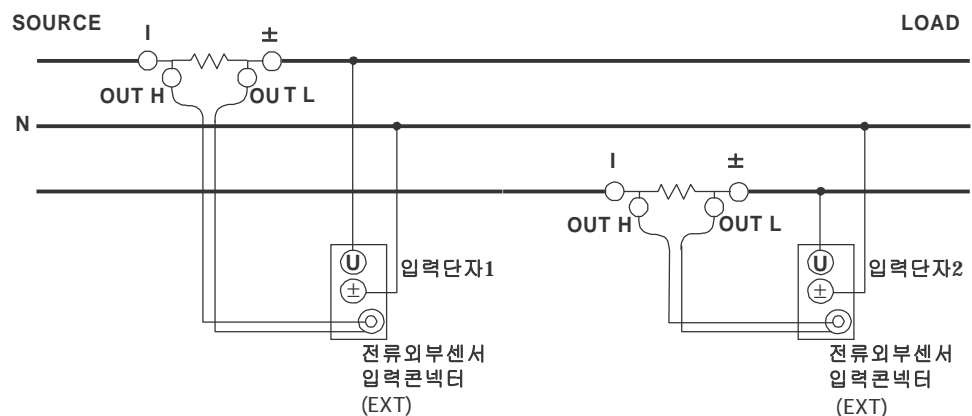 SOURCE LOAD
I ±
OUT H OUT L
N
I ±
OUT H OUT L
U 입력단자1 U 입력단자2
± ±
전류외부센서 전류외부센서
입력콘넥터 입력콘넥터
(EXT) (EXT)